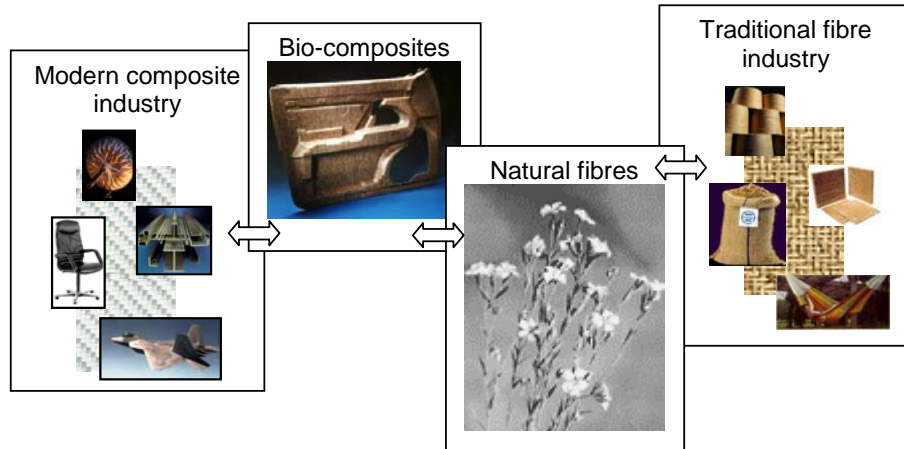 Modern composite
industry
Bio-composites
Natural fibres
Traditional fibre
industry